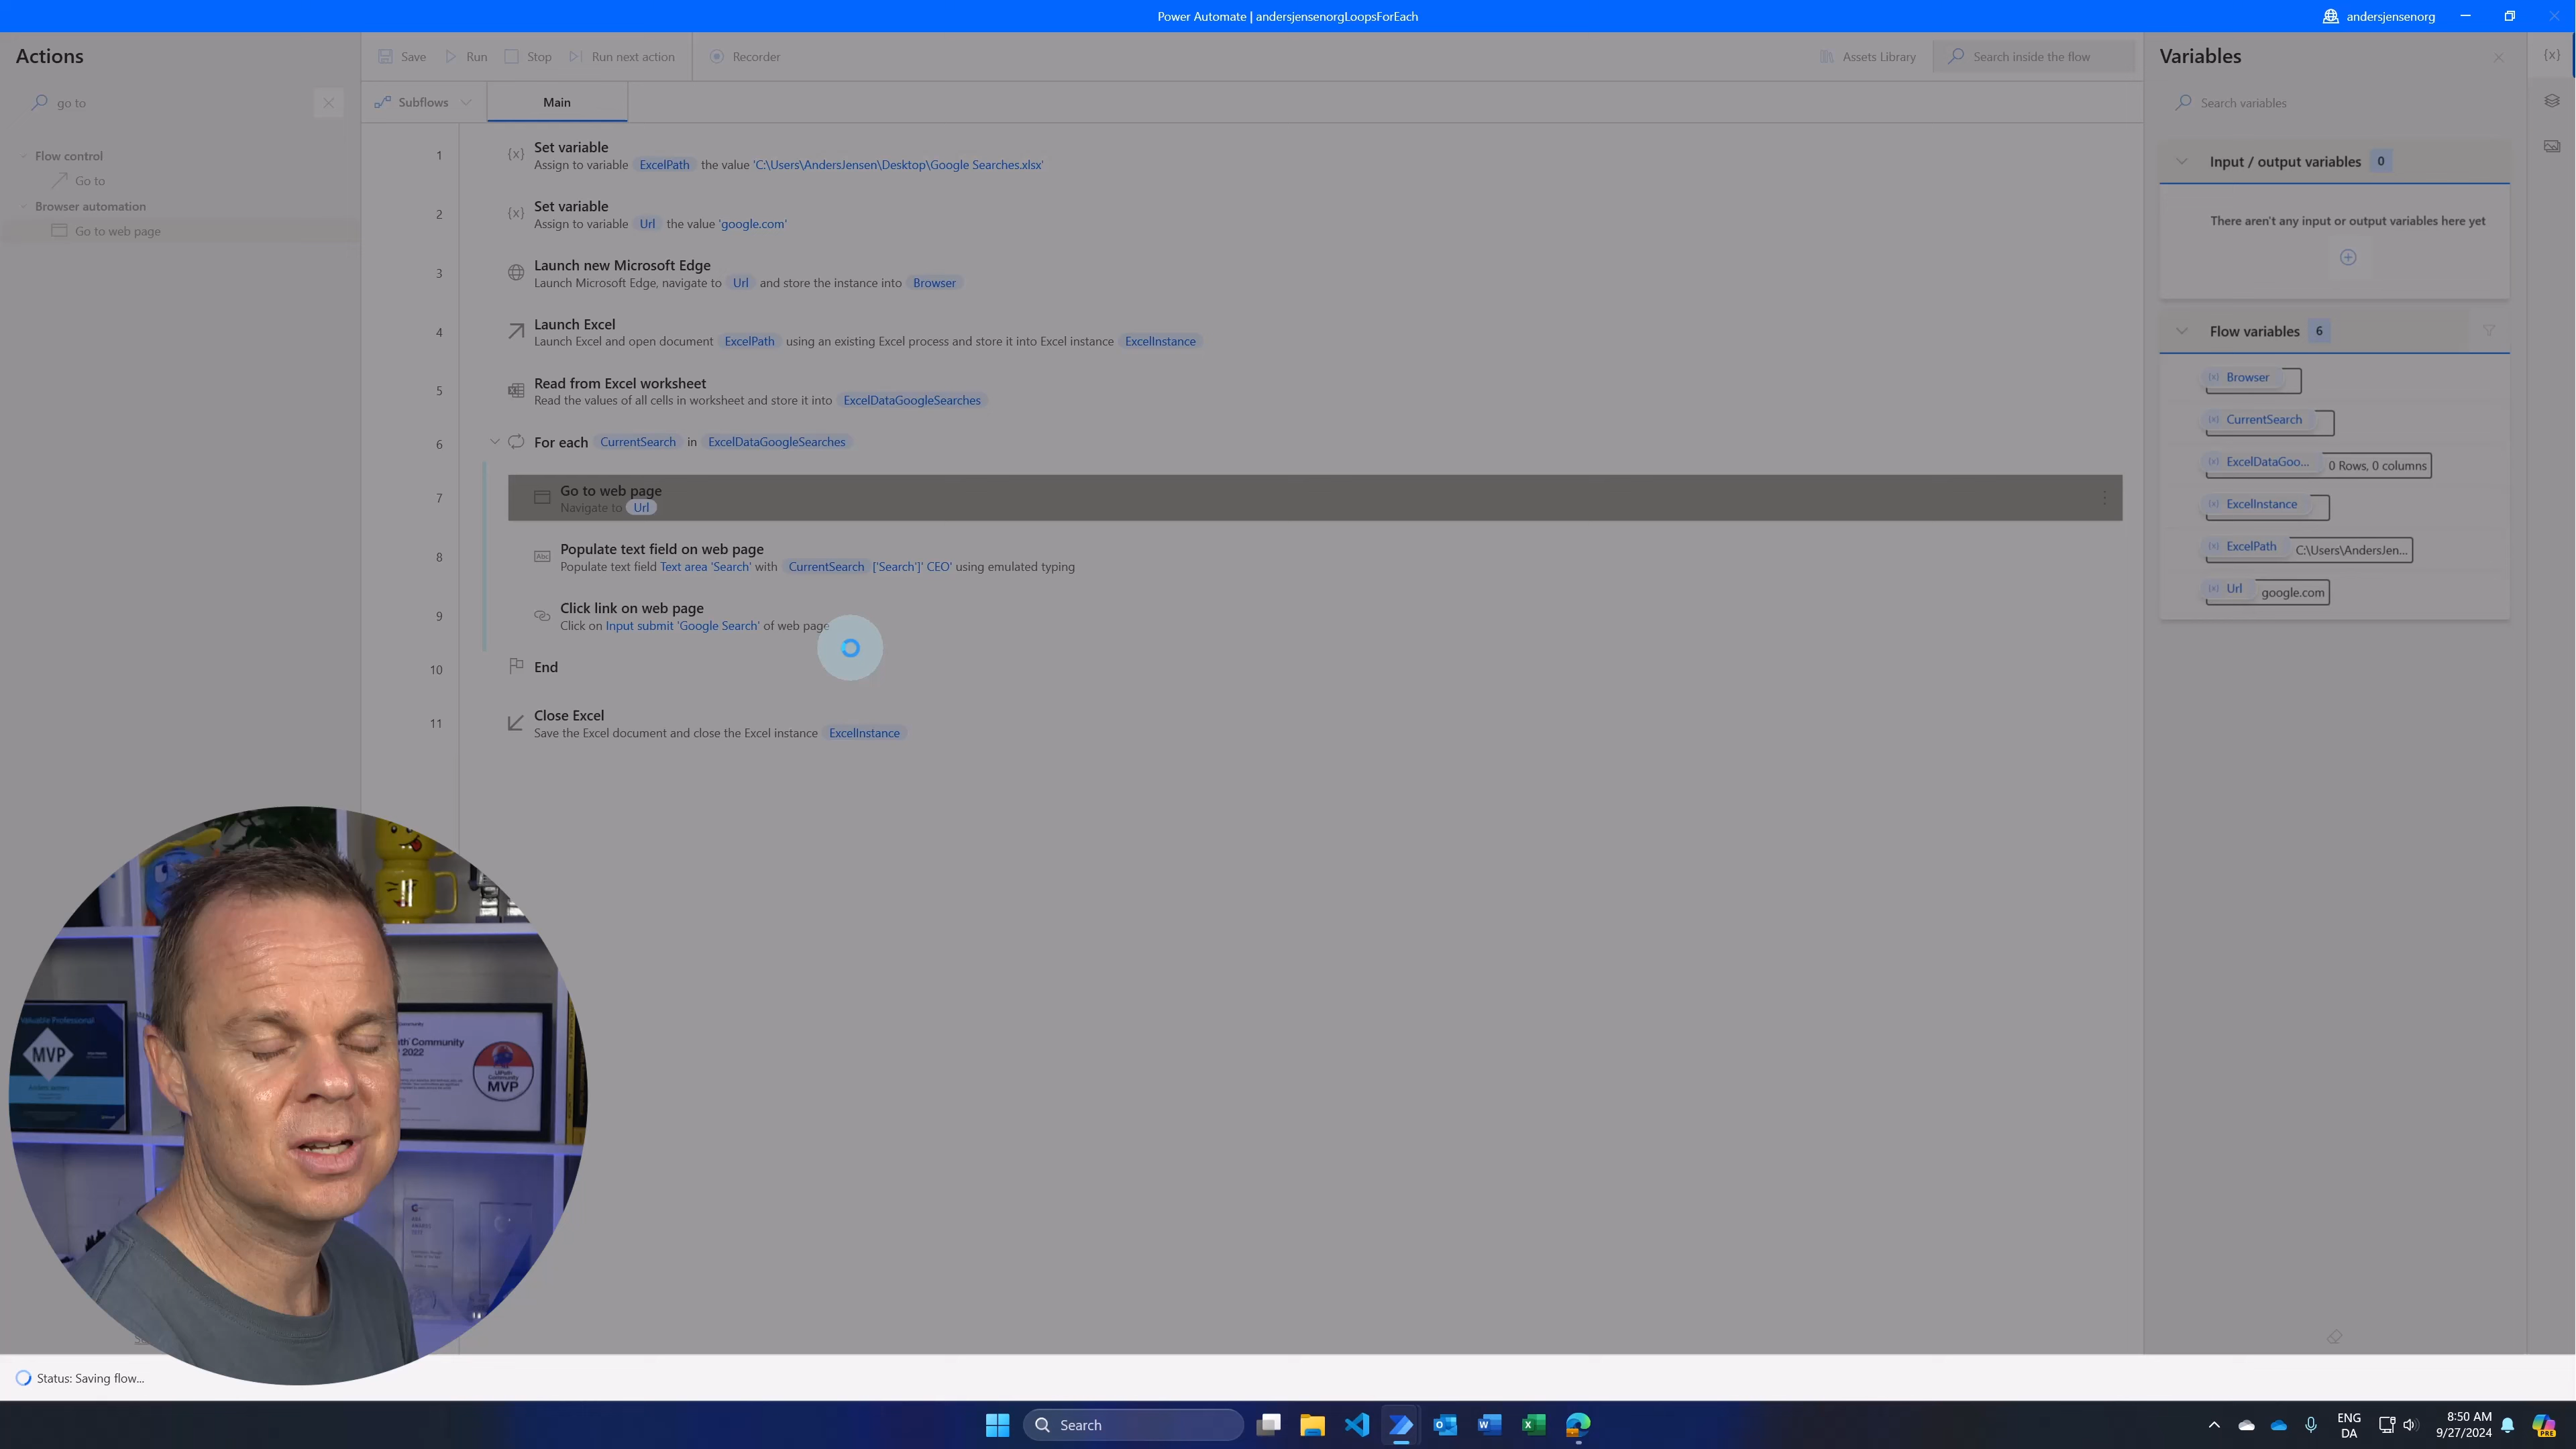 Power Automate | andersjensenorgLoopsForEach
andersjensenorg
Actions
go to
Flow control
Go to
Browser automation
Go to web page
Save
Run
Stop
Run next action
Recorder
Assets Library
Search inside the flow
Subflows
Main
1
Set variable
Assign to variable ExcelPath the value 'C:\Users\AndersJensen\Desktop\Google Searches.xlsx'
2
Set variable
Assign to variable Url the value 'google.com'
3
Launch new Microsoft Edge
Launch Microsoft Edge, navigate to Url and store the instance into Browser
4
Launch Excel
Launch Excel and open document ExcelPath using an existing Excel process and store it into Excel instance ExcelInstance
5
Read from Excel worksheet
Read the values of all cells in worksheet and store it into ExcelDataGoogleSearches
6
For each CurrentSearch in ExcelDataGoogleSearches
7
Go to web page
Navigate to Url
8
Abc
Populate text field on web page
Populate text field Text area 'Search' with CurrentSearch ['Search']' CEO' using emulated typing
9
Click link on web page
Click on Input submit 'Google Search' of web page
10
End
11
Close Excel
Save the Excel document and close the Excel instance ExcelInstance
Variables
{x}
Search variables
Input / output variables 0
There aren't any input or output variables here yet
Flow variables 6
{x} Browser
{x} CurrentSearch
{x} ExcelDataGoo... 0 Rows, 0 columns
{x} ExcelInstance
{x} ExcelPath C:\Users\AndersJen...
{x} Url google.com
Valuable Professional
MVP
Community
2022
UiPath
Community
MVP
Status: Saving flow...
Search
ENG
DA
8:50 AM
9/27/2024
PRE